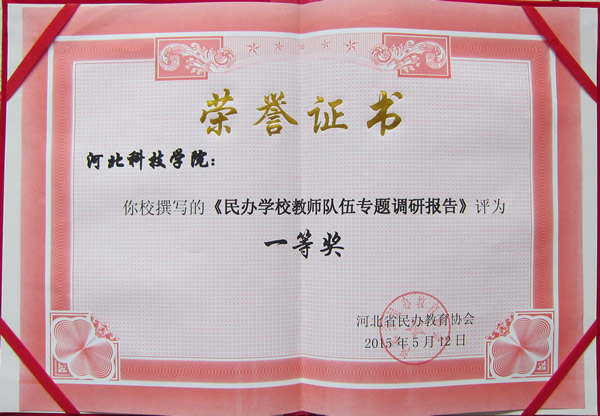 荣誉证书
河北科技学院：
你校撰写的《民办学校教师队伍专题调研报告》评为
一等奖
河北省民办教育协会
2015年5月12日